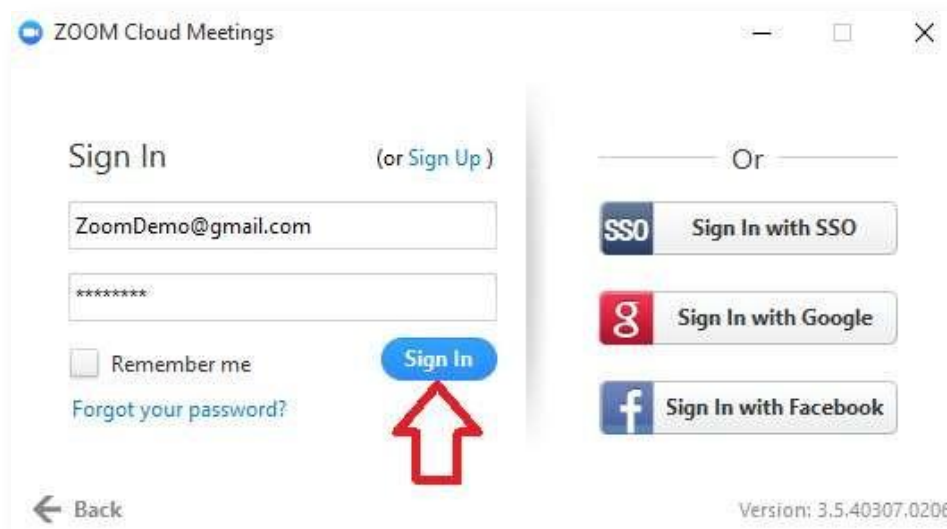 ZOOM Cloud Meetings
Sign In
(or Sign Up )
ZoomDemo@gmail.com
********
Remember me
Sign In
Forgot your password?
Or
SSO
Sign In with SSO
g
Sign In with Google
f
Sign In with Facebook
Back
Version: 3.5.40307.0206